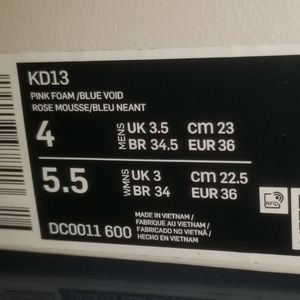 KD13
PINK FOAM /BLUE VOID
ROSE MOUSSE/BLEU NEANT
4 MENS UK 3.5 CM 23
BR 34.5 EUR 36
5.5 WMNS UK 3 CM 22.5
BR 34 EUR 36
RFID
DC0011 600
MADE IN VIETNAM /
FABRIQUE AU VIETNAM /
FABRICADO NO VIETNÃ /
HECHO EN VIETNAM